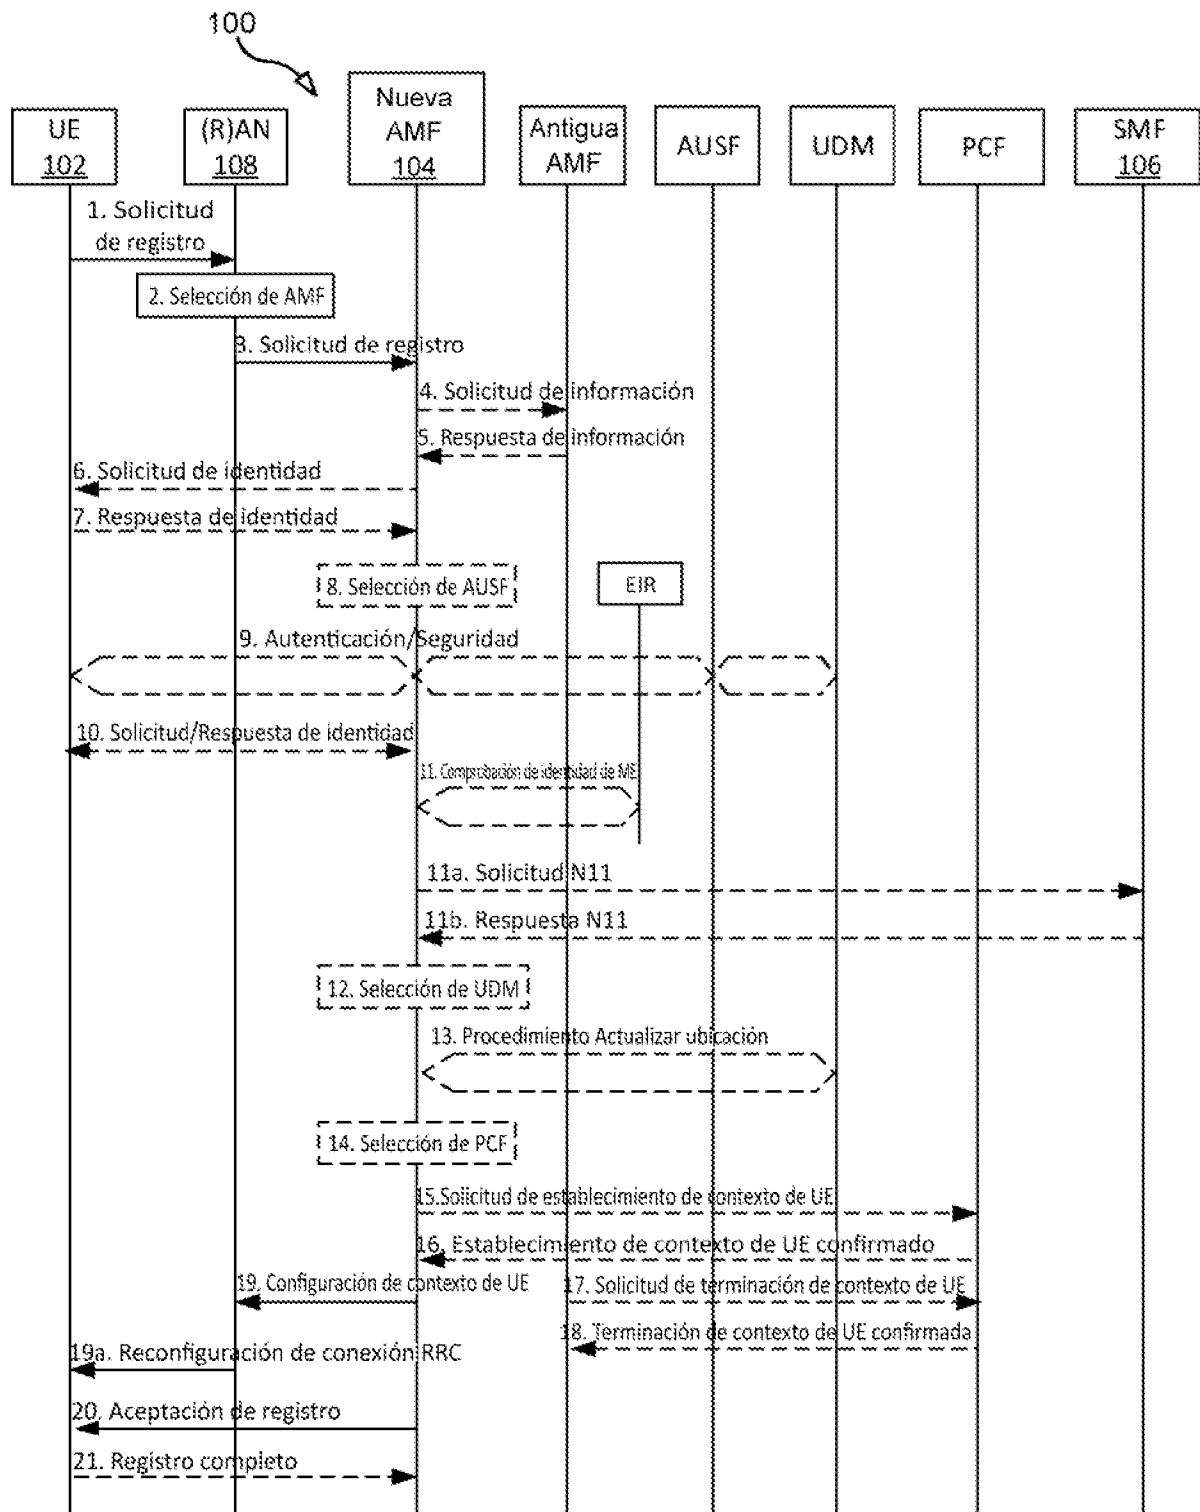 100
UE
102
(R)AN
108
Nueva
AMF
104
Antigua
AMF
AUSF
UDM
PCF
SMF
106
1. Solicitud
de registro
2. Selección de AMF
3. Solicitud de registro
4. Solicitud de información
5. Respuesta de información
6. Solicitud de identidad
7. Respuesta de identidad
8. Selección de AUSF
EIR
9. Autenticación/Seguridad
10. Solicitud/Respuesta de identidad
11. Comprobación de identidad de ME
11a. Solicitud N11
11b. Respuesta N11
12. Selección de UDM
13. Procedimiento Actualizar ubicación
14. Selección de PCF
15.Solicitud de establecimiento de contexto de UE
16. Establecimiento de contexto de UE confirmado
19. Configuración de contexto de UE
17. Solicitud de terminación de contexto de UE
18. Terminación de contexto de UE confirmada
19a. Reconfiguración de conexión RRC
20. Aceptación de registro
21. Registro completo